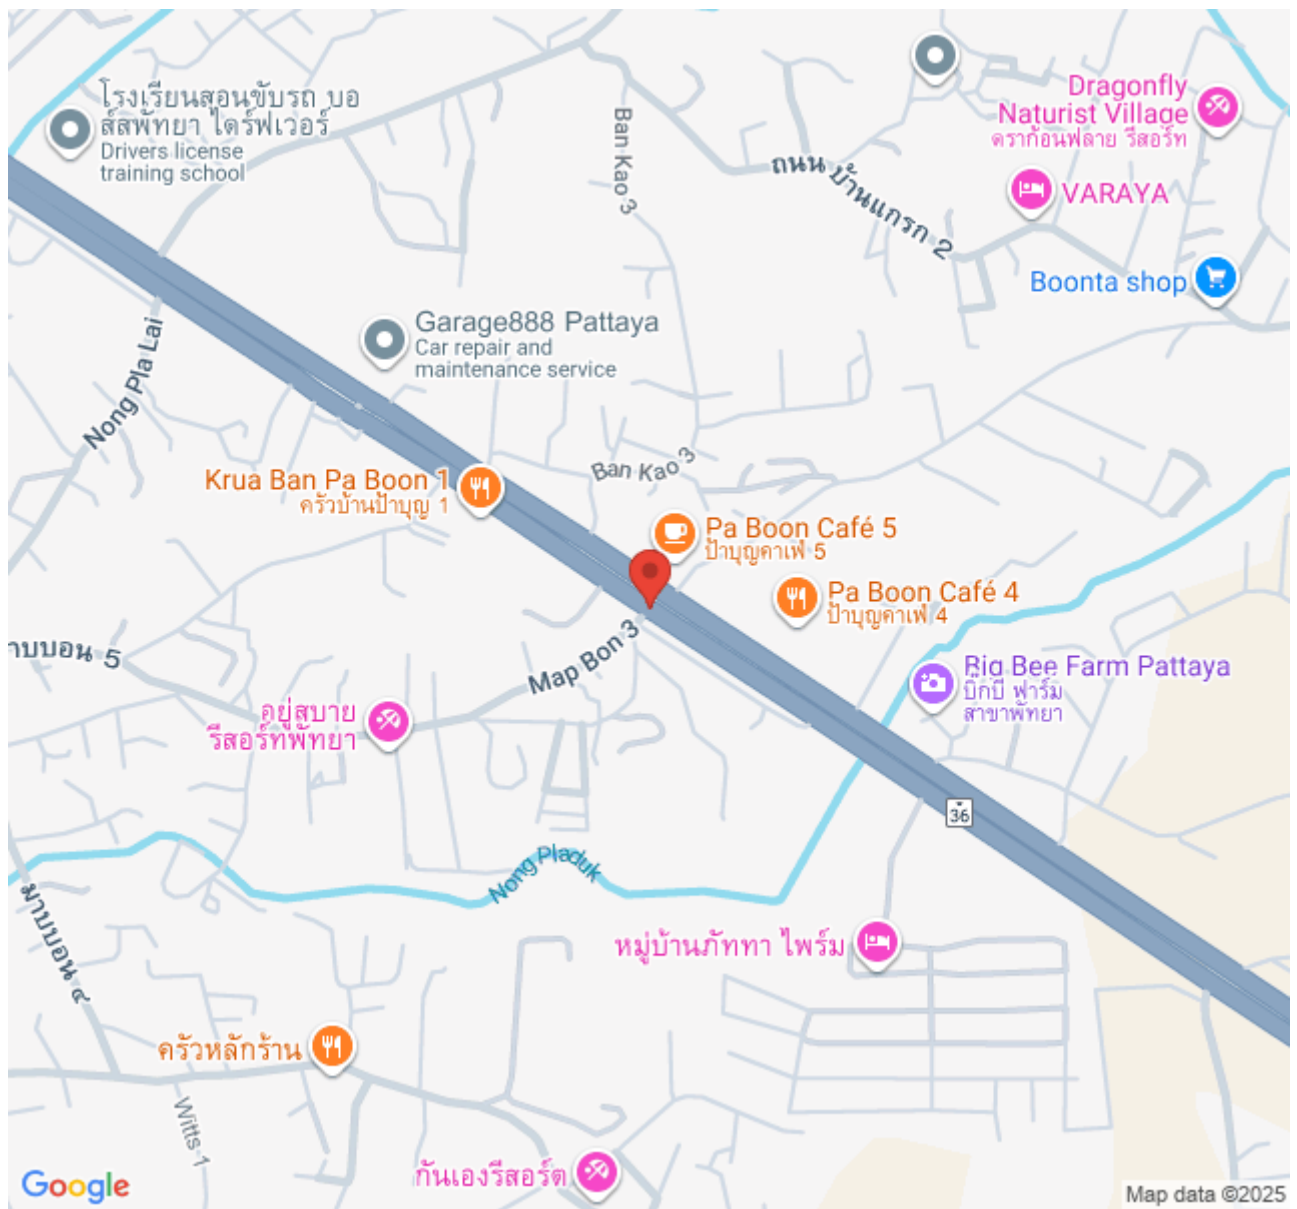 โรงเรียนสอนขับรถ บอ
ส์สพัทยา ไดร์ฟเวอร์
Drivers license
training school
Ban Kao 3
Dragonfly
Naturist Village
ดราก้อนฟลาย รีสอร์ท
ถนน บ้านแกรก 2
VARAYA
Boonta shop
Nong Pla Lai
Garage888 Pattaya
Car repair and
maintenance service
Krua Ban Pa Boon 1
ครัวบ้านป้าบุญ 1
Ban Kao 3
Pa Boon Café 5
ป้าบุญคาเฟ่ 5
Pa Boon Café 4
ป้าบุญคาเฟ่ 4
าบบอน 5
Map Bon 3
Big Bee Farm Pattaya
บิ๊กบี ฟาร์ม
สาขาพัทยา
อยู่สบาย
รีสอร์ทพัทยา
36
Nong Pladuk
มาบบอน ๔
หมู่บ้านภัททา ไพร์ม
ครัวหลักร้าน
Witts 1
กันเองรีสอร์ต
Google
Map data ©2025